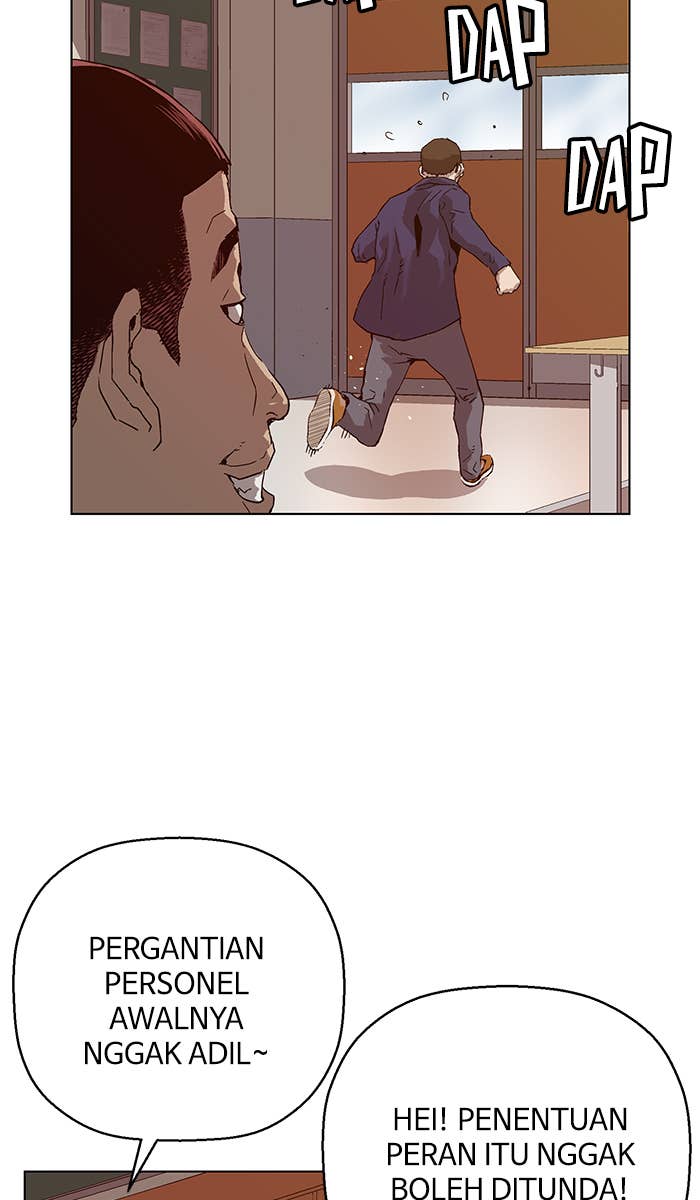 DAP
DAP
PERGANTIAN
PERSONEL
AWALNYA
NGGAK ADIL~
HEI! PENENTUAN
PERAN ITU NGGAK
BOLEH DITUNDA!